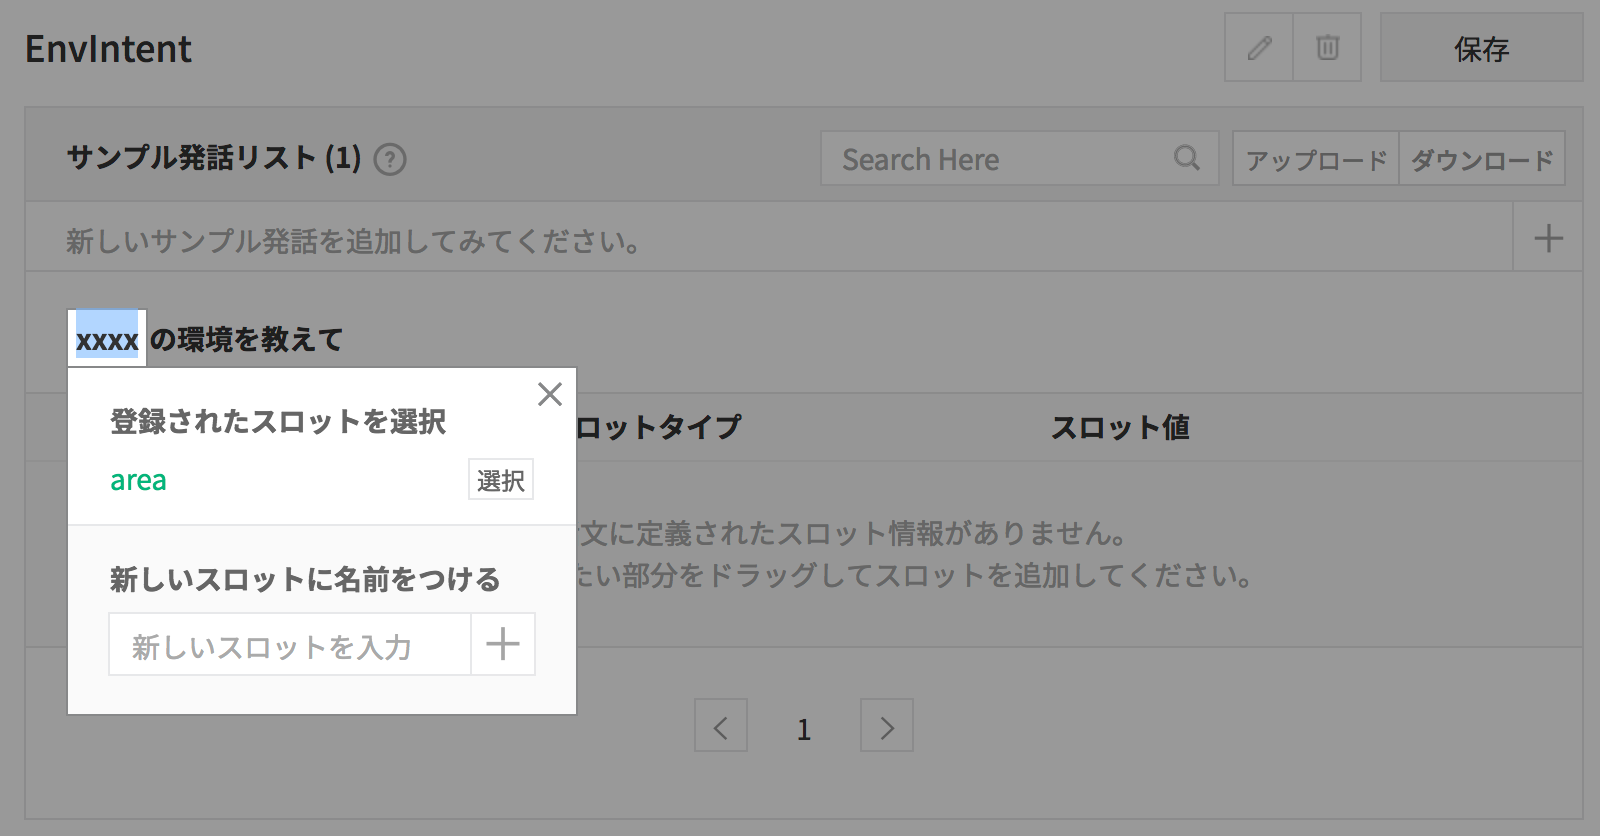 EnvIntent
保存
サンプル発話リスト (1) ?
Search Here
アップロード
ダウンロード
新しいサンプル発話を追加してみてください。
xxxx の環境を教えて
登録されたスロットを選択
area
選択
新しいスロットに名前をつける
新しいスロットを入力
ロットタイプ
スロット値
文に定義されたスロット情報がありません。
たい部分をドラッグしてスロットを追加してください。
1